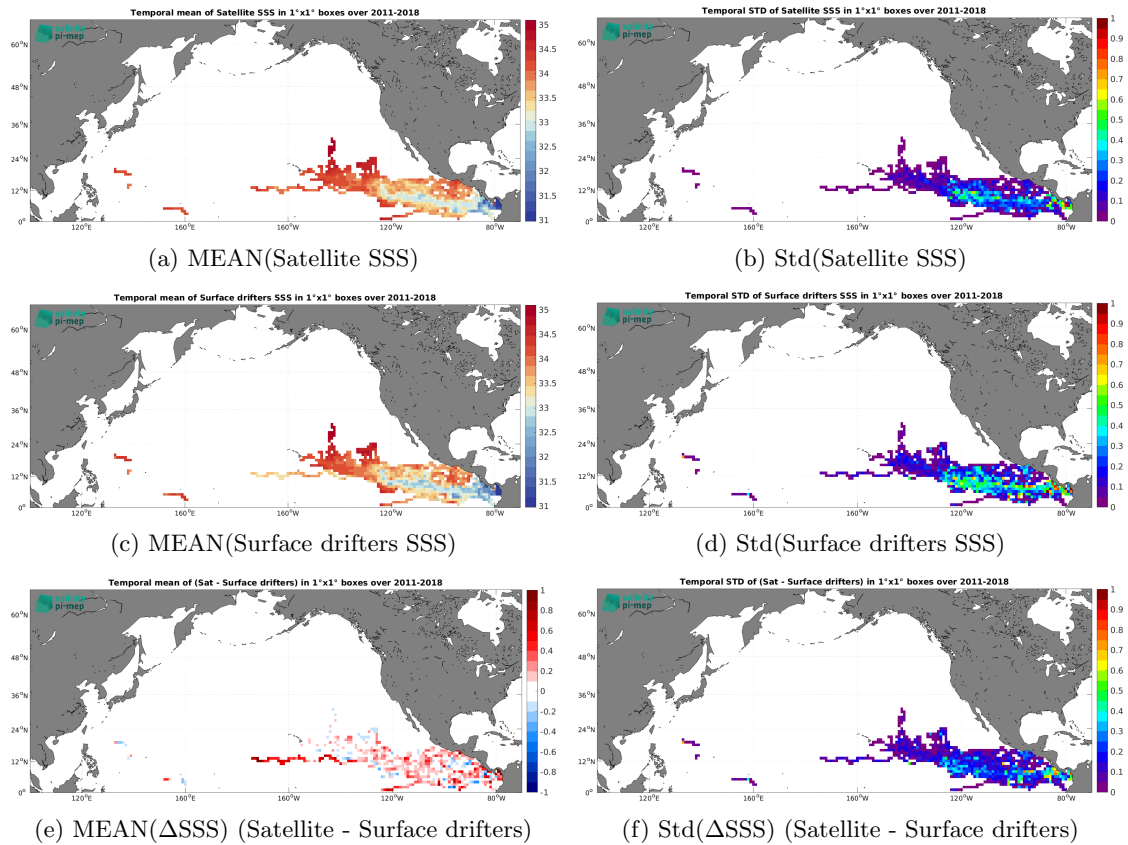 Temporal mean of Satellite SSS in 1°x1° boxes over 2011-2018
salinity
pi-mep
60°N
48°N
36°N
24°N
12°N
0°
120°E
160°E
160°W
120°W
80°W
35
34.5
34
33.5
33
32.5
32
31.5
31
(a) MEAN(Satellite SSS)
Temporal STD of Satellite SSS in 1°x1° boxes over 2011-2018
salinity
pi-mep
60°N
48°N
36°N
24°N
12°N
0°
120°E
160°E
160°W
120°W
80°W
1
0.9
0.8
0.7
0.6
0.5
0.4
0.3
0.2
0.1
0
(b) Std(Satellite SSS)
Temporal mean of Surface drifters SSS in 1°x1° boxes over 2011-2018
salinity
pi-mep
60°N
48°N
36°N
24°N
12°N
0°
120°E
160°E
160°W
120°W
80°W
35
34.5
34
33.5
33
32.5
32
31.5
31
(c) MEAN(Surface drifters SSS)
Temporal STD of Surface drifters SSS in 1°x1° boxes over 2011-2018
salinity
pi-mep
60°N
48°N
36°N
24°N
12°N
0°
120°E
160°E
160°W
120°W
80°W
1
0.9
0.8
0.7
0.6
0.5
0.4
0.3
0.2
0.1
0
(d) Std(Surface drifters SSS)
Temporal mean of (Sat - Surface drifters) in 1°x1° boxes over 2011-2018
salinity
pi-mep
60°N
48°N
36°N
24°N
12°N
0°
120°E
160°E
160°W
120°W
80°W
1
0.8
0.6
0.5
0.4
0.2
0.1
0
-0.1
-0.2
-0.4
-0.5
-0.6
-0.8
-1
(e) MEAN(ΔSSS) (Satellite - Surface drifters)
Temporal STD of (Sat - Surface drifters) in 1°x1° boxes over 2011-2018
salinity
pi-mep
60°N
48°N
36°N
24°N
12°N
0°
120°E
160°E
160°W
120°W
80°W
1
0.9
0.8
0.7
0.6
0.5
0.4
0.3
0.2
0.1
0
(f) Std(ΔSSS) (Satellite - Surface drifters)